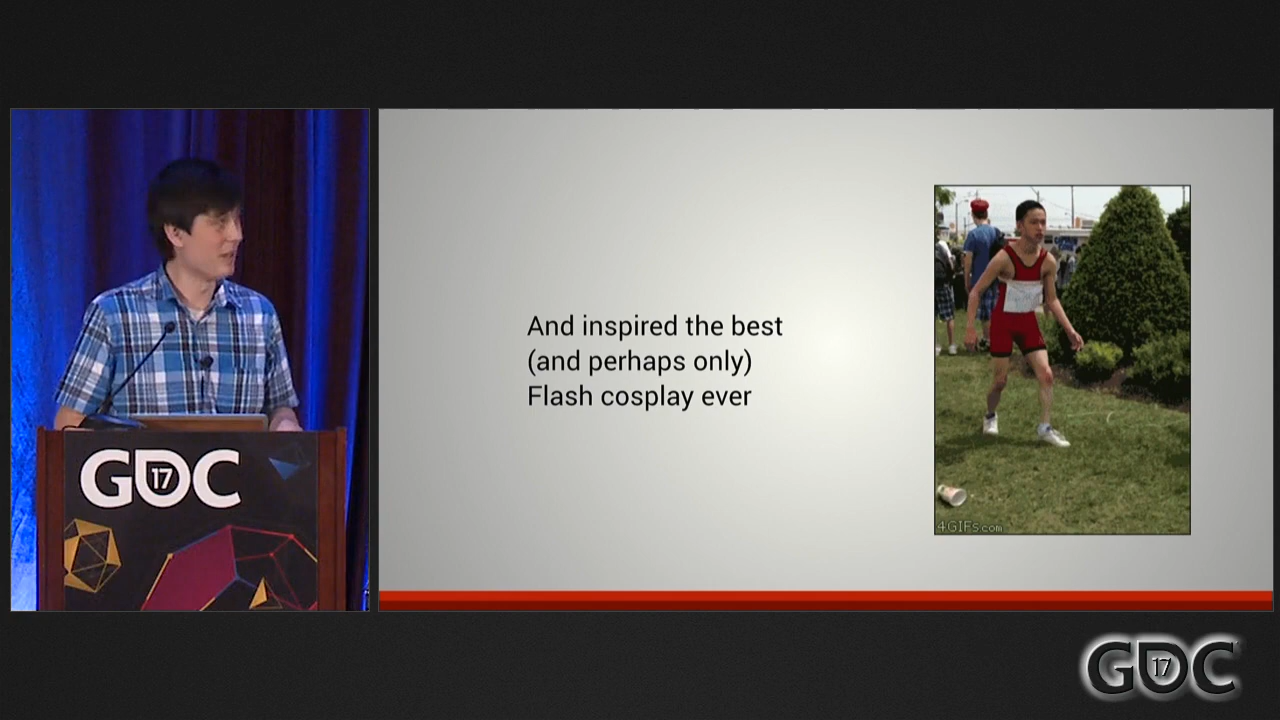 And inspired the best
(and perhaps only)
Flash cosplay ever
4GIFs.com
GDC
17
GDC
17